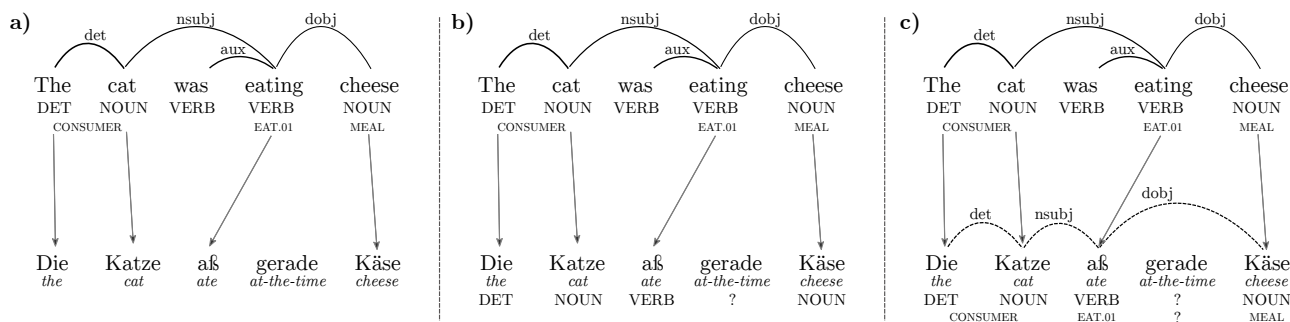 a)
nsubj dobj
det
aux
The cat was eating cheese
DET NOUN VERB VERB NOUN
CONSUMER EAT.01 MEAL
Die Katze aß gerade Käse
the cat ate at-the-time cheese
b)
nsubj dobj
det
aux
The cat was eating cheese
DET NOUN VERB VERB NOUN
CONSUMER EAT.01 MEAL
Die Katze aß gerade Käse
the cat ate at-the-time cheese
DET NOUN VERB ? NOUN
c)
nsubj dobj
det
aux
The cat was eating cheese
DET NOUN VERB VERB NOUN
CONSUMER EAT.01 MEAL
dobj
det nsubj
Die Katze aß gerade Käse
the cat ate at-the-time cheese
DET NOUN VERB ? NOUN
CONSUMER EAT.01 ? MEAL